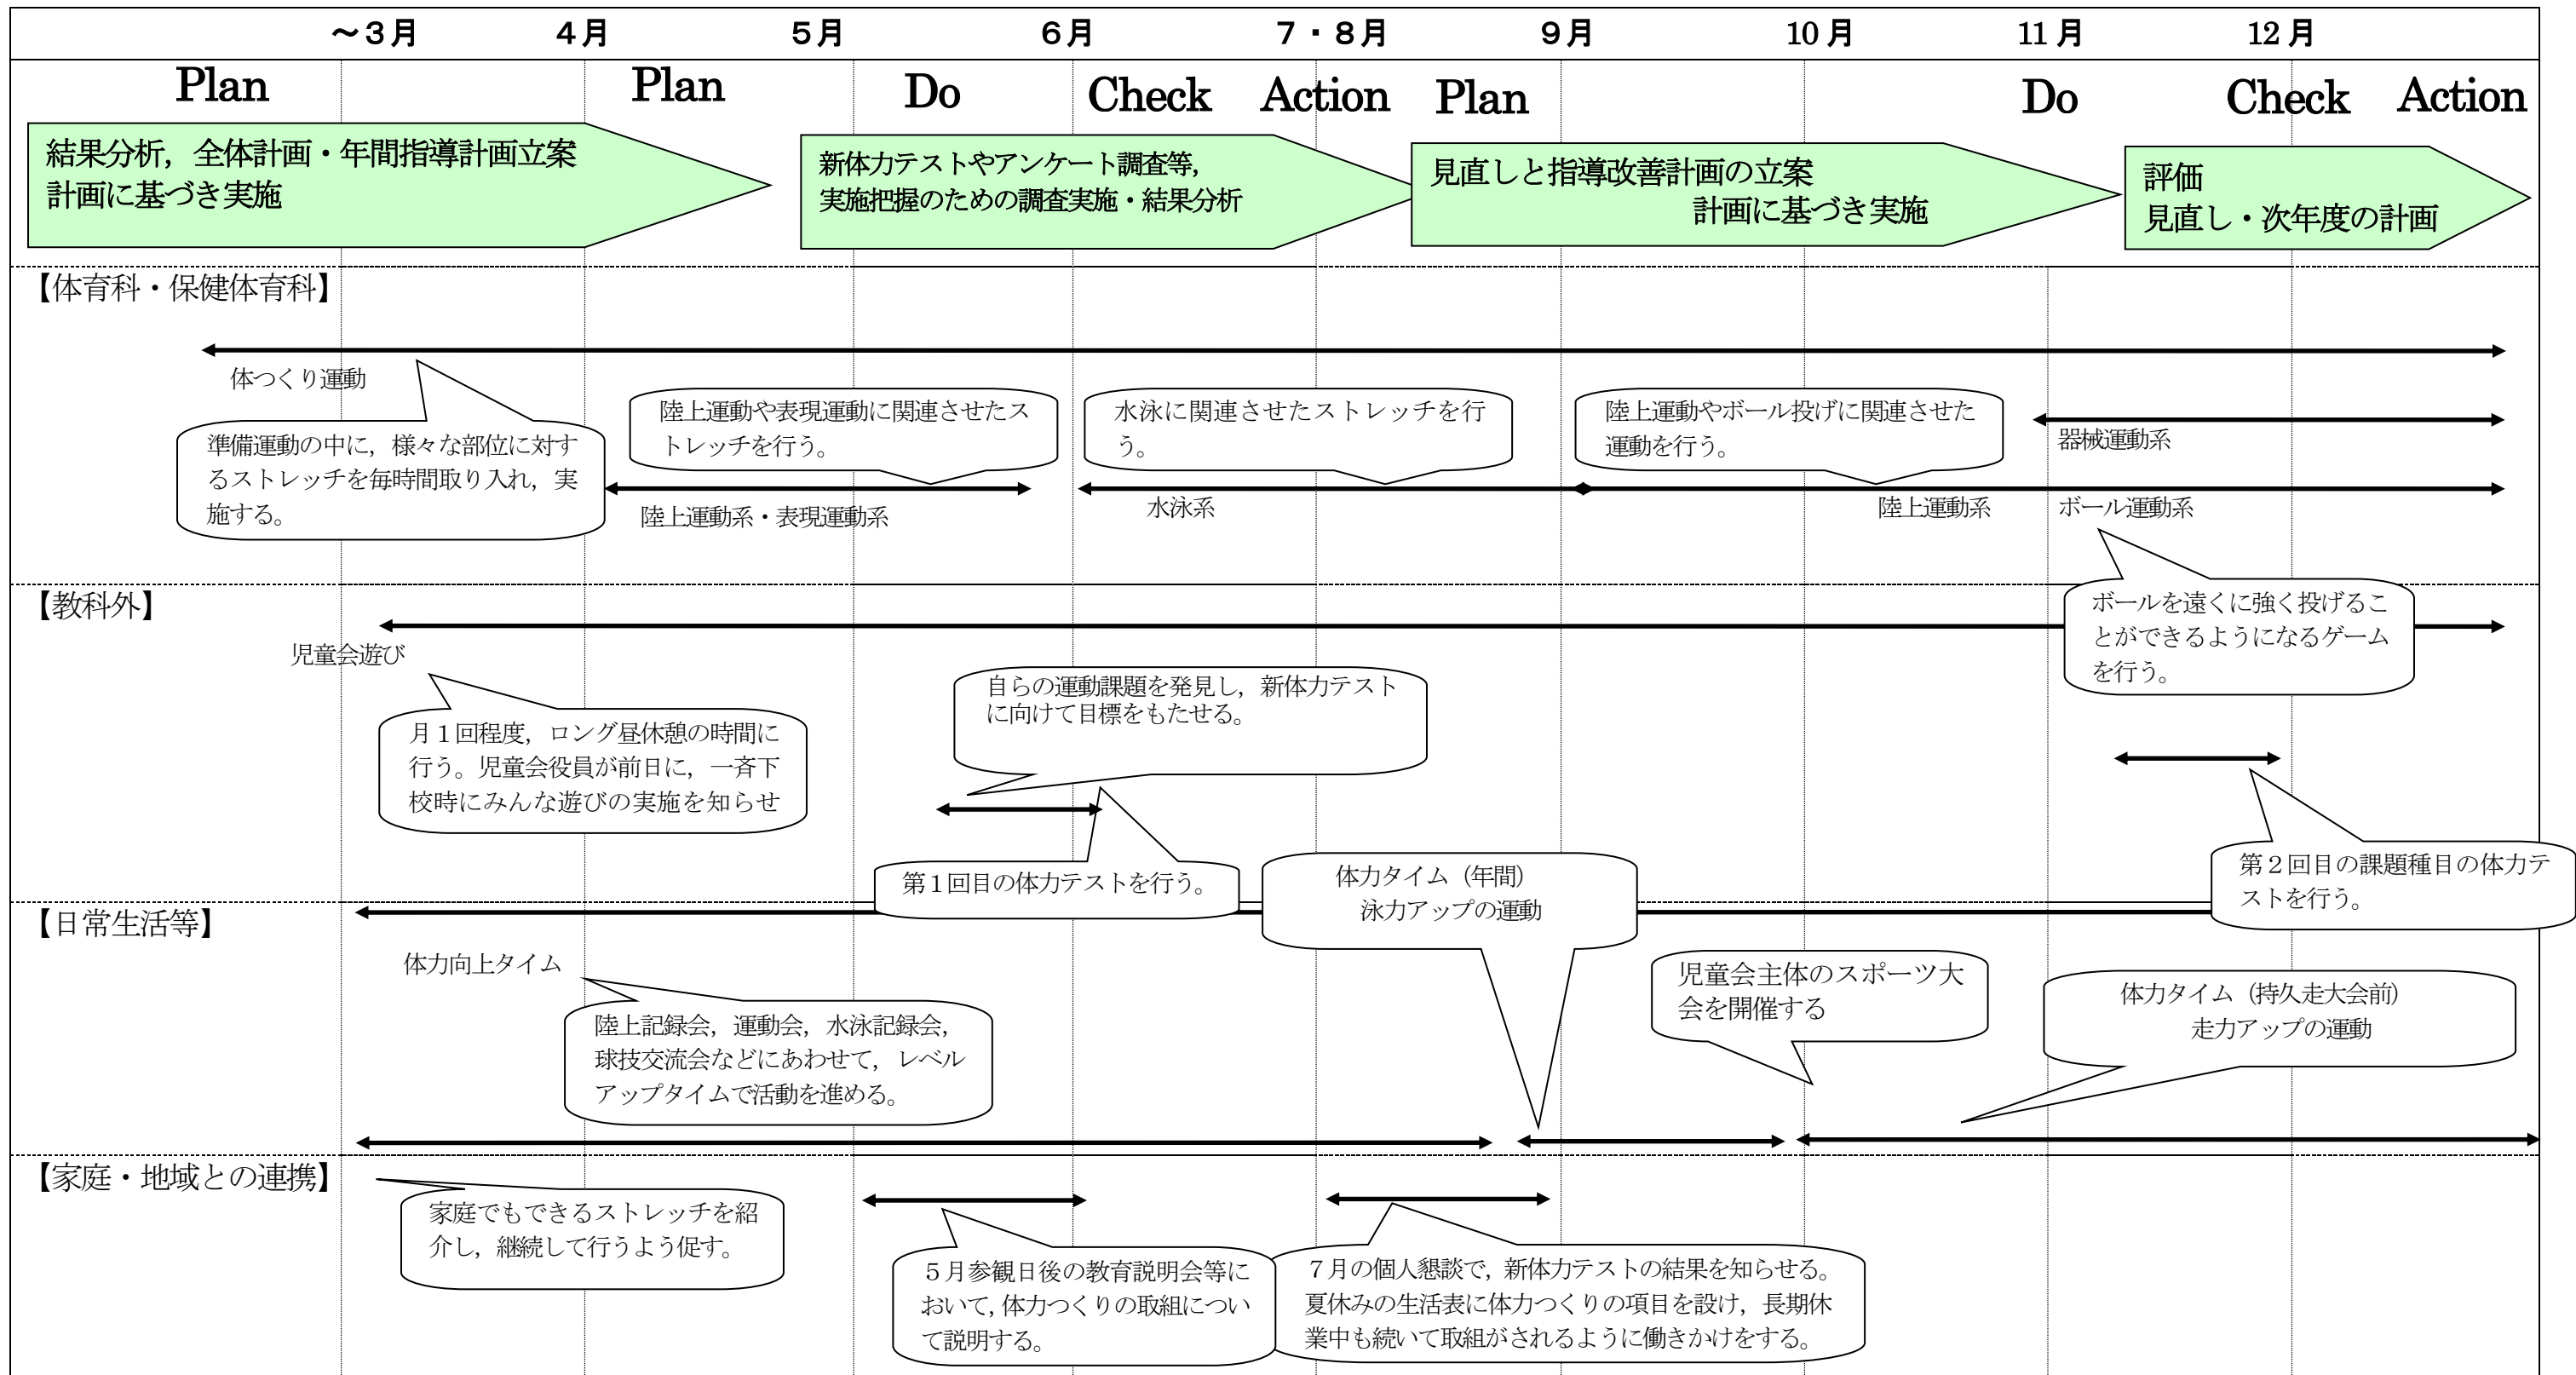 ～３月
４月
５月
６月
７・８月
９月
10 月
11 月
12 月
Plan
Plan
Do
Check
Action
Plan
Do
Check
Action
結果分析，全体計画・年間指導計画立案
計画に基づき実施
新体力テストやアンケート調査等，
実施把握のための調査実施・結果分析
見直しと指導改善計画の立案
計画に基づき実施
評価
見直し・次年度の計画
【体育科・保健体育科】
体つくり運動
準備運動の中に，様々な部位に対す
るストレッチを毎時間取り入れ，実
施する。
陸上運動や表現運動に関連させたス
トレッチを行う。
陸上運動系・表現運動系
水泳に関連させたストレッチを行
う。
水泳系
陸上運動やボール投げに関連させた
運動を行う。
陸上運動系
ボール運動系
器械運動系
ボールを遠くに強く投げるこ
とができるようになるゲーム
を行う。
【教科外】
児童会遊び
月１回程度，ロング昼休憩の時間に
行う。児童会役員が前日に，一斉下
校時にみんな遊びの実施を知らせ
自らの運動課題を発見し，新体力テスト
に向けて目標をもたせる。
第１回目の体力テストを行う。
第２回目の課題種目の体力テ
ストを行う。
【日常生活等】
体力向上タイム
陸上記録会，運動会，水泳記録会，
球技交流会などにあわせて，レベル
アップタイムで活動を進める。
体力タイム（年間）
泳力アップの運動
児童会主体のスポーツ大
会を開催する
体力タイム（持久走大会前）
走力アップの運動
【家庭・地域との連携】
家庭でもできるストレッチを紹
介し，継続して行うよう促す。
５月参観日後の教育説明会等に
おいて，体力つくりの取組につい
て説明する。
７月の個人懇談で，新体力テストの結果を知らせる。
夏休みの生活表に体力つくりの項目を設け，長期休
業中も続いて取組がされるように働きかけをする。